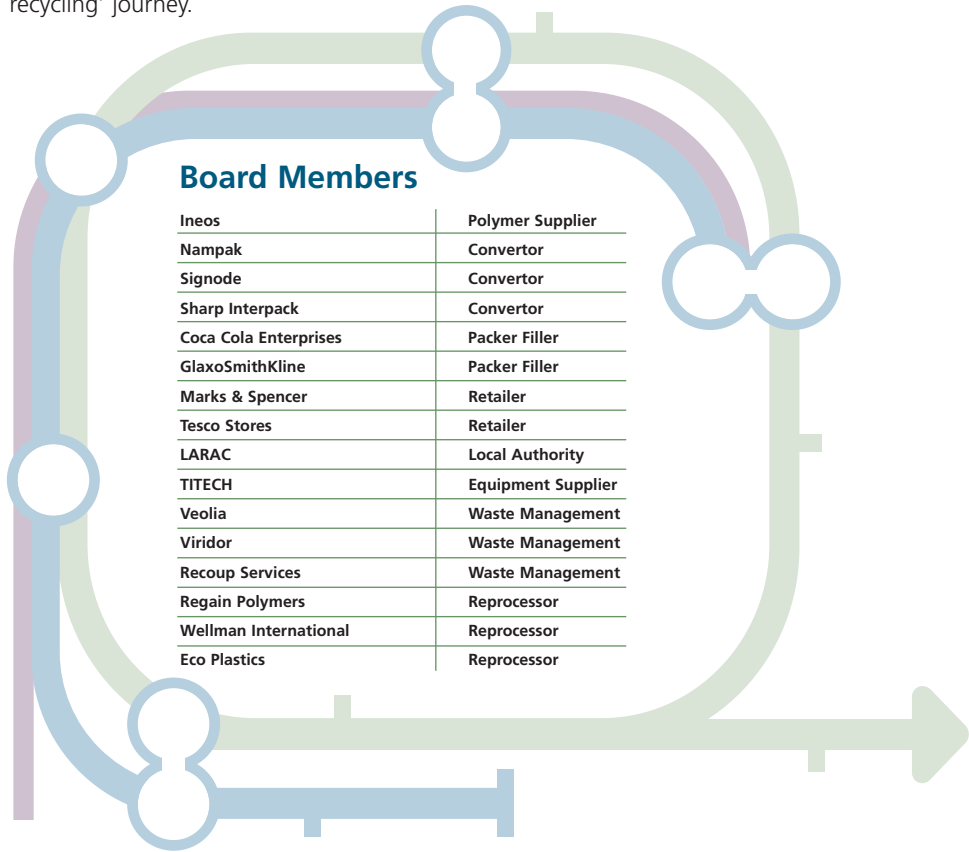 recycling' journey.
Board Members
Ineos Polymer Supplier
Nampak Convertor
Signode Convertor
Sharp Interpack Convertor
Coca Cola Enterprises Packer Filler
GlaxoSmithKline Packer Filler
Marks & Spencer Retailer
Tesco Stores Retailer
LARAC Local Authority
TITECH Equipment Supplier
Veolia Waste Management
Viridor Waste Management
Recoup Services Waste Management
Regain Polymers Reprocessor
Wellman International Reprocessor
Eco Plastics Reprocessor